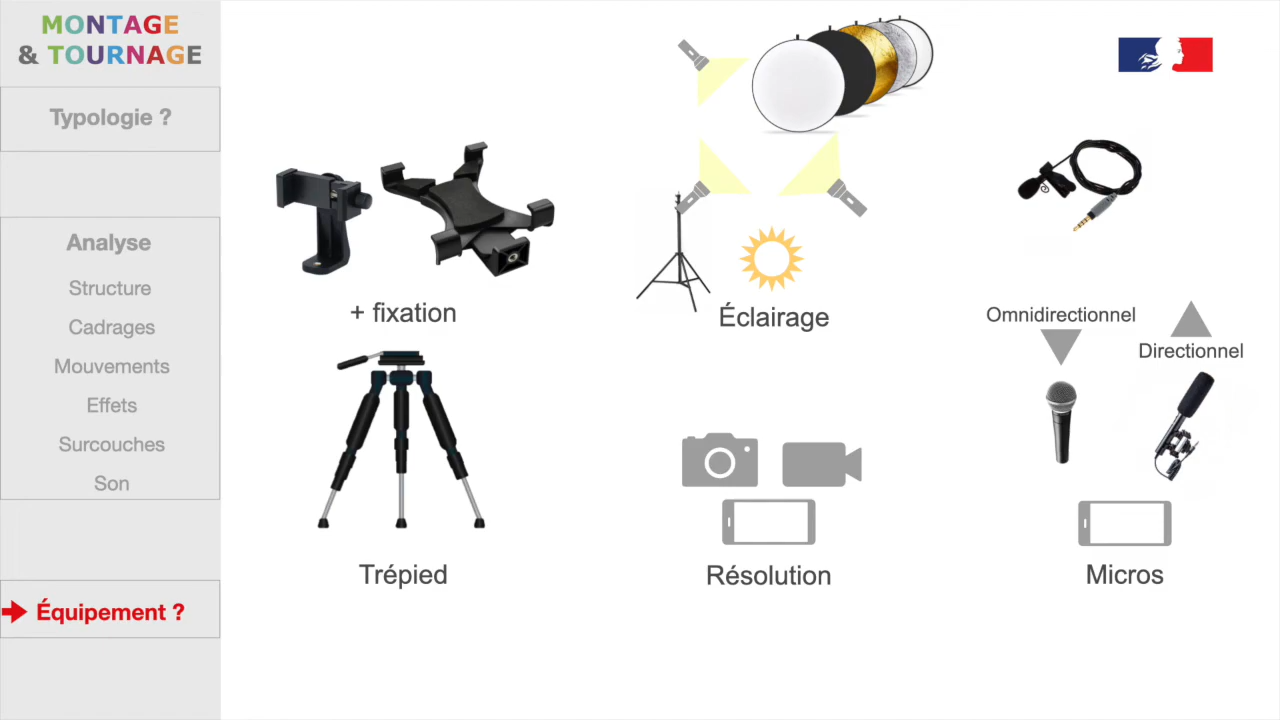 MONTAGE
& TOURNAGE
Typologie ?
Analyse
Structure
Cadrages
Mouvements
Effets
Surcouches
Son
Équipement ?
+ fixation
Trépied
Éclairage
Résolution
Omnidirectionnel
Directionnel
Micros